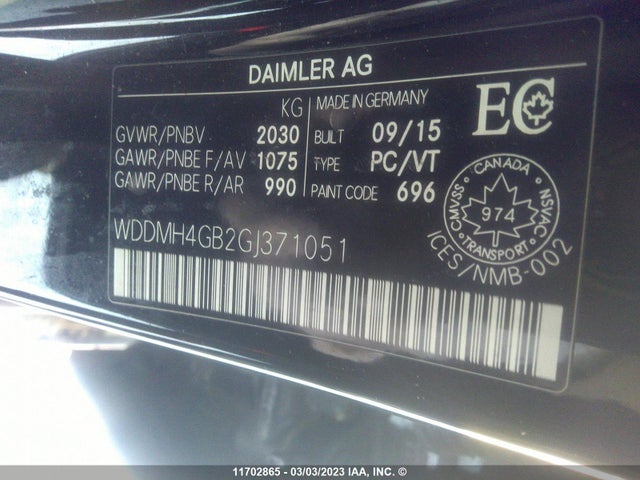 DAIMLER AG
KG
GVWR/PNBV 2030
GAWR/PNBE F/AV 1075
GAWR/PNBE R/AR 990
MADE IN GERMANY
BUILT 09/15
TYPE PC/VT
PAINT CODE 696
EC
CANADA
CMVSS 974 NSVAC
TRANSPORT
ICES/NMB-002
WDDMH4GB2GJ371051
11702865 - 03/03/2023 IAA, INC. ©